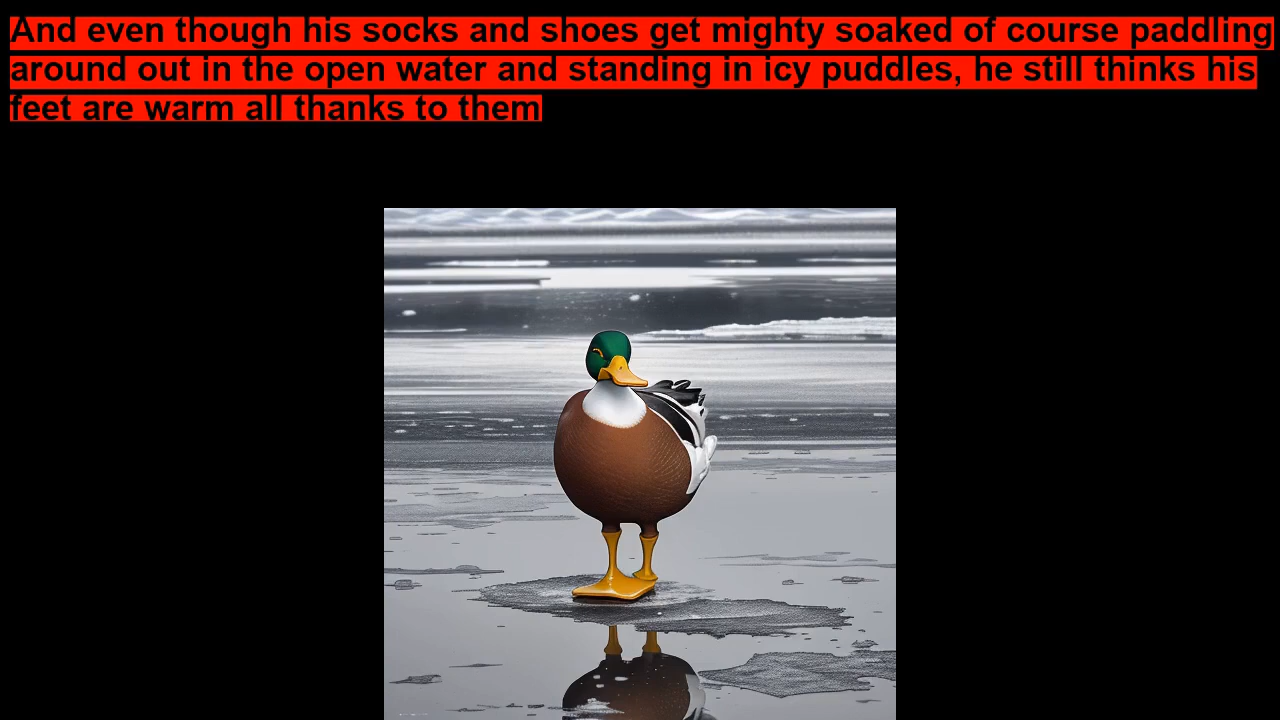 And even though his socks and shoes get mighty soaked of course paddling
around out in the open water and standing in icy puddles, he still thinks his
feet are warm all thanks to them